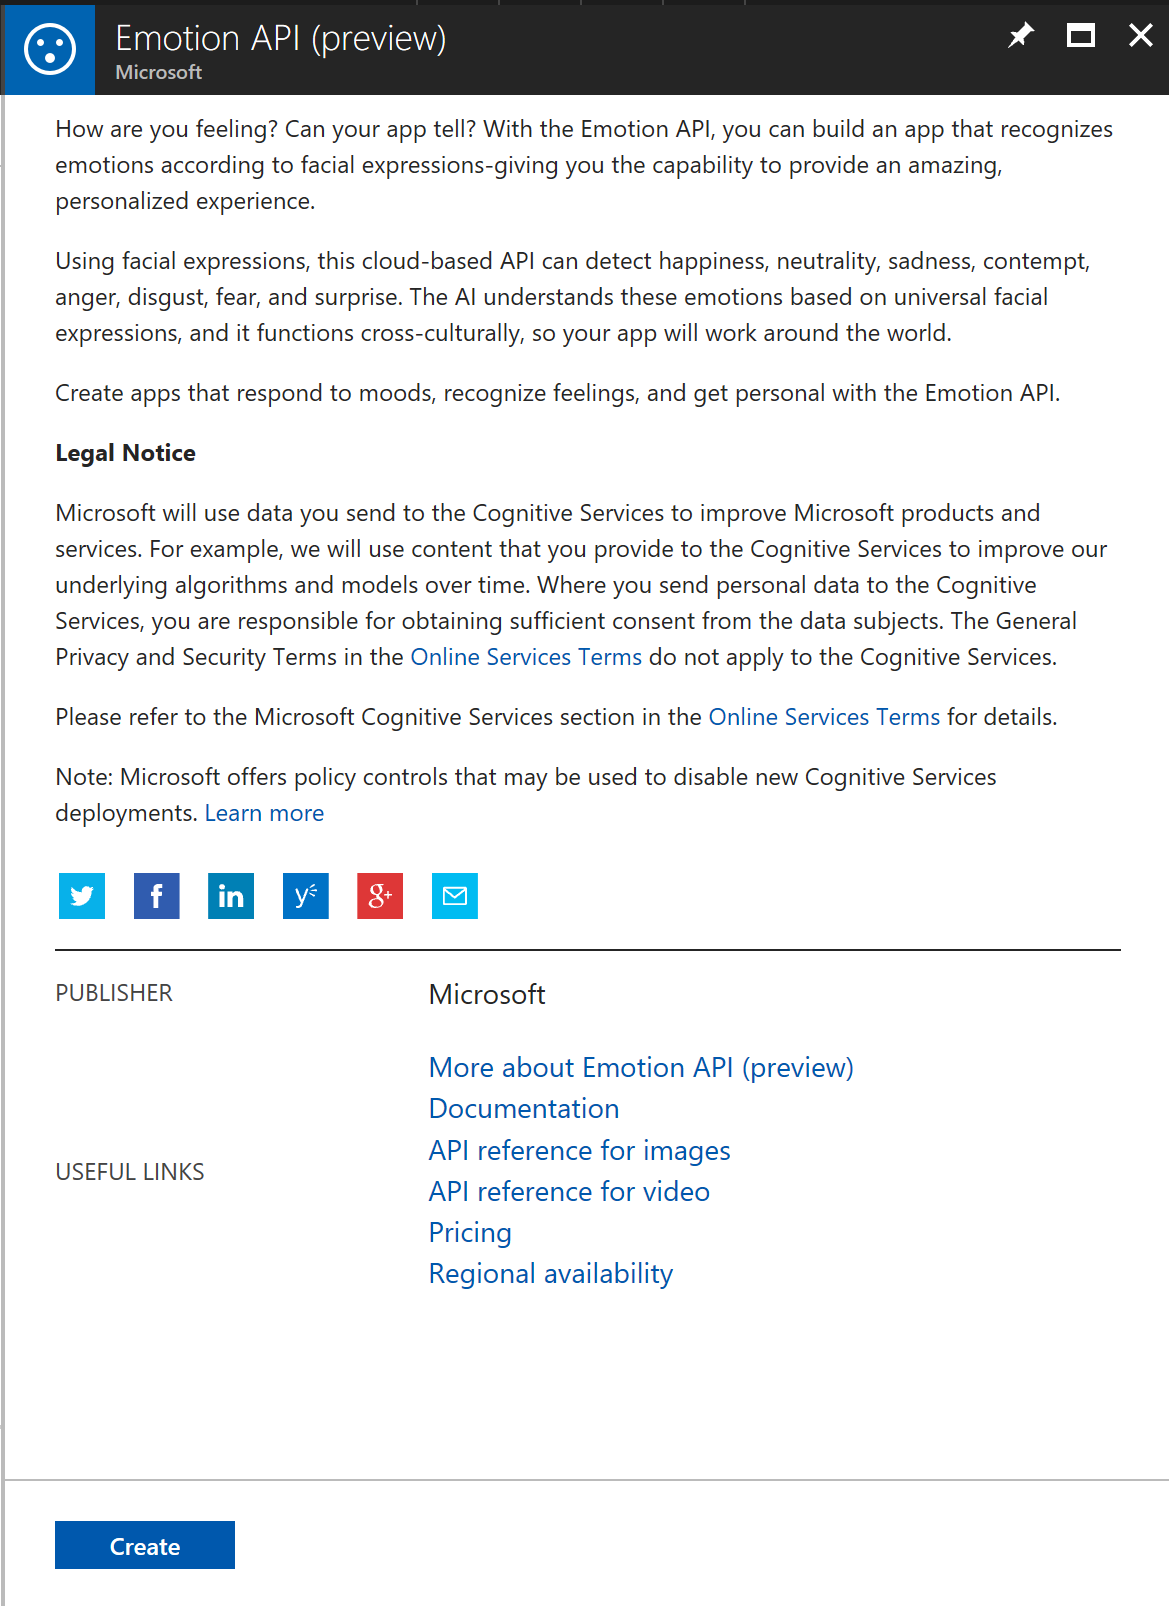 Emotion API (preview)
Microsoft
How are you feeling? Can your app tell? With the Emotion API, you can build an app that recognizes
emotions according to facial expressions-giving you the capability to provide an amazing,
personalized experience.
Using facial expressions, this cloud-based API can detect happiness, neutrality, sadness, contempt,
anger, disgust, fear, and surprise. The AI understands these emotions based on universal facial
expressions, and it functions cross-culturally, so your app will work around the world.
Create apps that respond to moods, recognize feelings, and get personal with the Emotion API.
Legal Notice
Microsoft will use data you send to the Cognitive Services to improve Microsoft products and
services. For example, we will use content that you provide to the Cognitive Services to improve our
underlying algorithms and models over time. Where you send personal data to the Cognitive
Services, you are responsible for obtaining sufficient consent from the data subjects. The General
Privacy and Security Terms in the Online Services Terms do not apply to the Cognitive Services.
Please refer to the Microsoft Cognitive Services section in the Online Services Terms for details.
Note: Microsoft offers policy controls that may be used to disable new Cognitive Services
deployments. Learn more
f in y g+
PUBLISHER Microsoft
More about Emotion API (preview)
Documentation
API reference for images
USEFUL LINKS
API reference for video
Pricing
Regional availability
Create